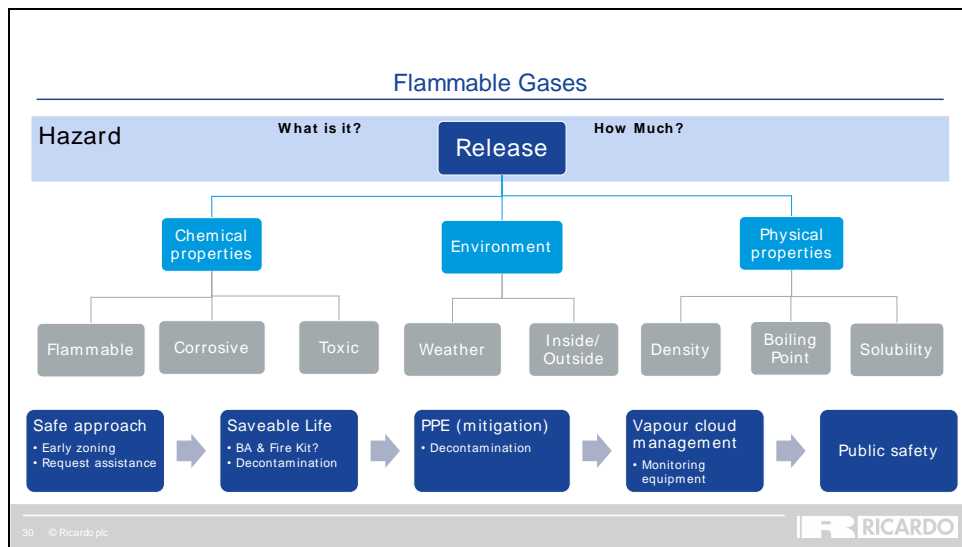 Flammable Gases
Hazard
What is it?
How Much?
Release
Chemical
properties
Environment
Physical
properties
Flammable
Corrosive
Toxic
Weather
Inside/
Outside
Density
Boiling
Point
Solubility
Safe approach
• Early zoning
• Request assistance
Saveable Life
• BA & Fire Kit?
• Decontamination
PPE (mitigation)
• Decontamination
Vapour cloud
management
• Monitoring
equipment
Public safety
30 © Ricardo plc
RICARDO